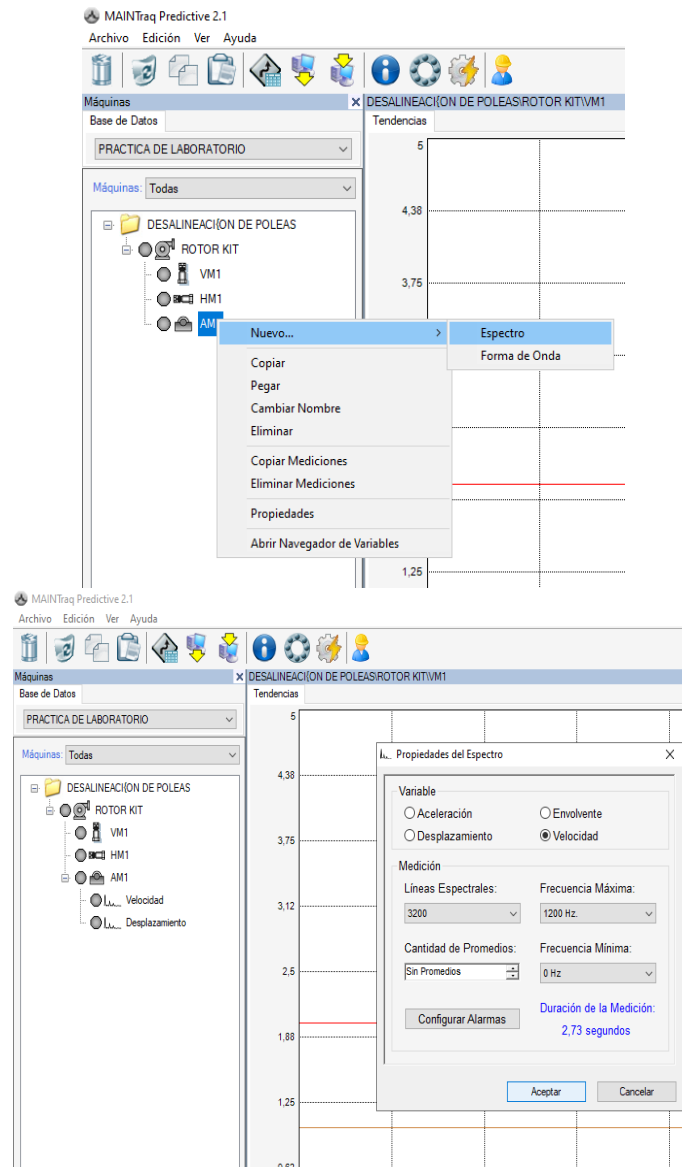 MAINTraq Predictive 2.1
Archivo Edición Ver Ayuda
Máquinas
Base de Datos
PRACTICA DE LABORATORIO
Máquinas: Todas
DESALINEACI{ON DE POLEAS
ROTOR KIT
VM1
HM1
AM
DESALINEACI{ON DE POLEAS\ROTOR KIT\VM1
Tendencias
5
4,38
3,75
1,25
Nuevo...
Copiar
Pegar
Cambiar Nombre
Eliminar
Copiar Mediciones
Eliminar Mediciones
Propiedades
Abrir Navegador de Variables
Espectro
Forma de Onda
MAINTraq Predictive 2.1
Archivo Edición Ver Ayuda
Máquinas
Base de Datos
PRACTICA DE LABORATORIO
Máquinas: Todas
DESALINEACI{ON DE POLEAS
ROTOR KIT
VM1
HM1
AM1
Velocidad
Desplazamiento
DESALINEACI{ON DE POLEAS\ROTOR KIT\VM1
Tendencias
5
4,38
3,75
3,12
2,5
1,88
1,25
0,62
Propiedades del Espectro
Variable
Aceleración Envolvente
Desplazamiento Velocidad
Medición
Líneas Espectrales: Frecuencia Máxima:
3200 1200 Hz.
Cantidad de Promedios: Frecuencia Mínima:
Sin Promedios 0 Hz
Configurar Alarmas
Duración de la Medición:
2,73 segundos
Aceptar Cancelar